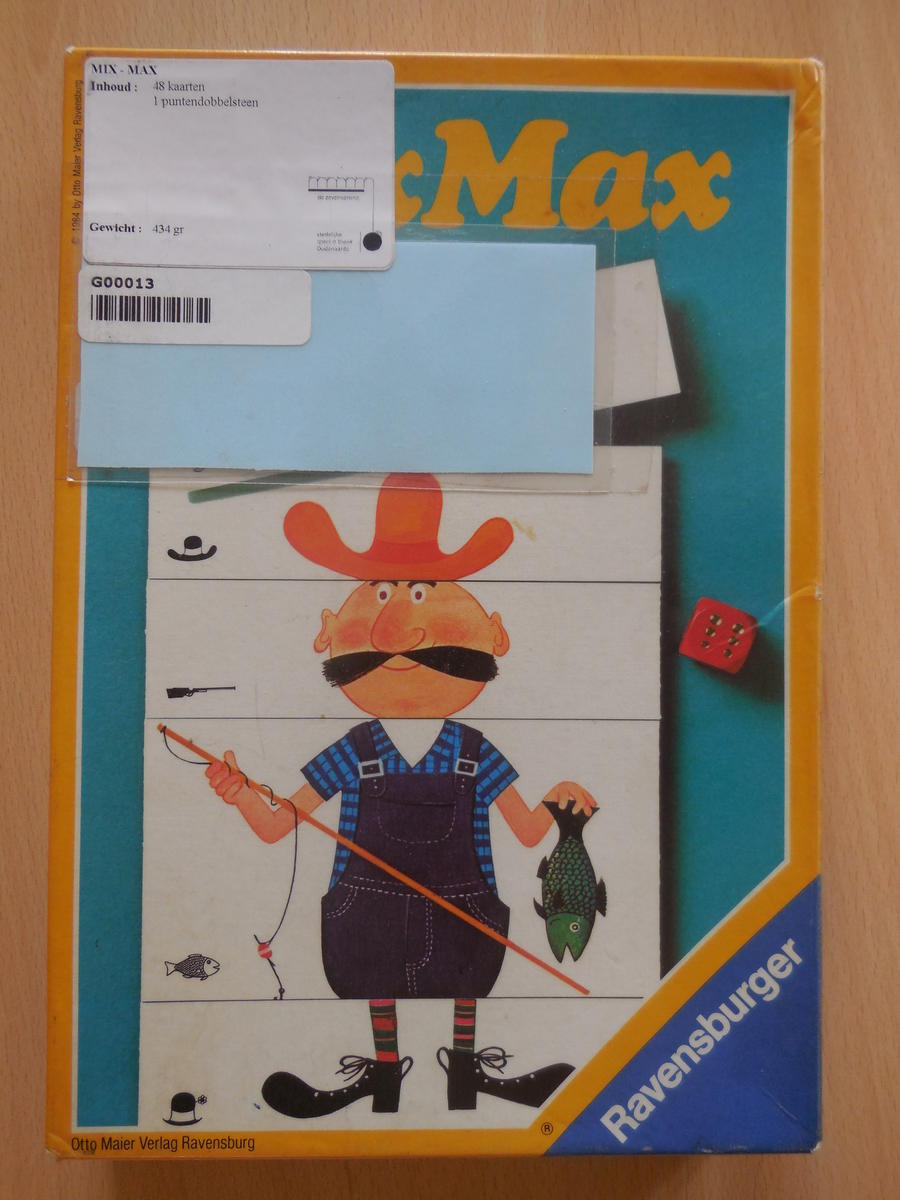 MIX - MAX
Inhoud : 48 kaarten
1 puntendobbelsteen
Gewicht : 434 gr
G00013
xMax
© 1984 by Otto Maier Verlag Ravensburg
Ravensburger
®
Otto Maier Verlag Ravensburg